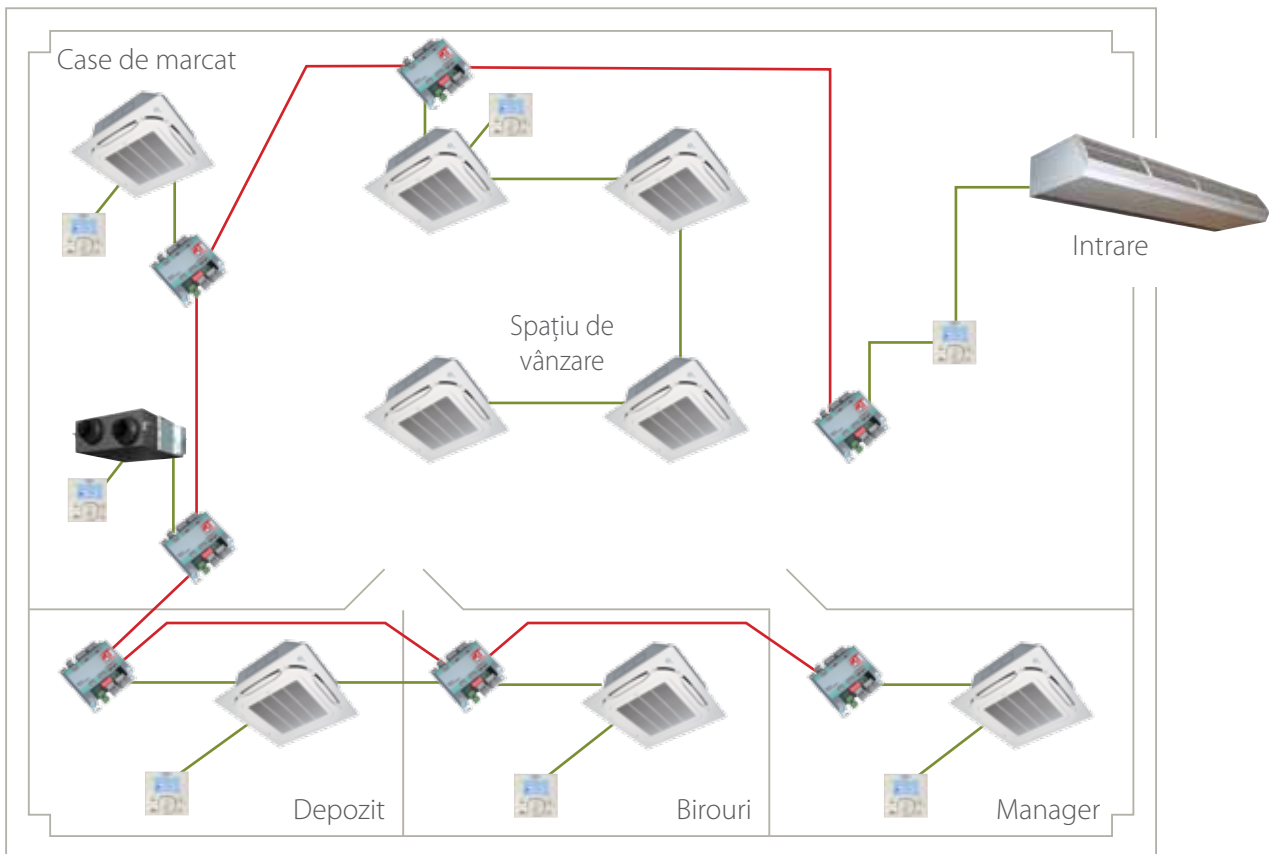 Case de marcat
Intrare
Spațiu de
vânzare
Depozit
Birouri
Manager